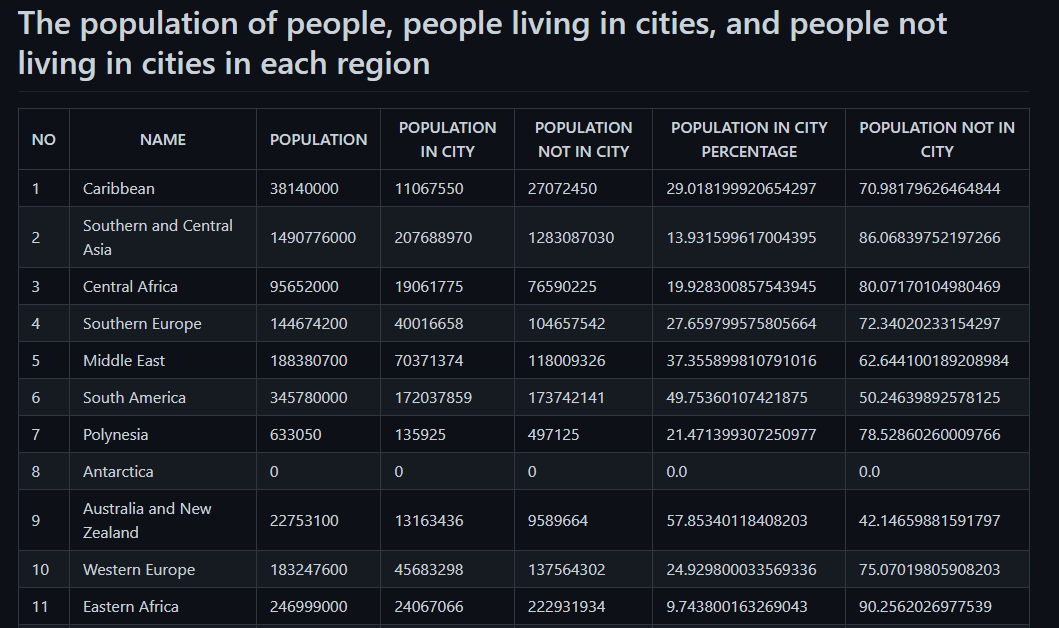 The population of people, people living in cities, and people not
living in cities in each region
NO NAME POPULATION POPULATION IN CITY POPULATION NOT IN CITY POPULATION IN CITY PERCENTAGE POPULATION NOT IN CITY
1 Caribbean 38140000 11067550 27072450 29.018199920654297 70.98179626464844
2 Southern and Central Asia 1490776000 207688970 1283087030 13.931599617004395 86.06839752197266
3 Central Africa 95652000 19061775 76590225 19.928300857543945 80.07170104980469
4 Southern Europe 144674200 40016658 104657542 27.659799575805664 72.34020233154297
5 Middle East 188380700 70371374 118009326 37.355899810791016 62.644100189208984
6 South America 345780000 172037859 173742141 49.75360107421875 50.24639892578125
7 Polynesia 633050 135925 497125 21.471399307250977 78.52860260009766
8 Antarctica 0 0 0 0.0 0.0
9 Australia and New Zealand 22753100 13163436 9589664 57.85340118408203 42.14659881591797
10 Western Europe 183247600 45683298 137564302 24.929800033569336 75.07019805908203
11 Eastern Africa 246999000 24067066 222931934 9.743800163269043 90.2562026977539